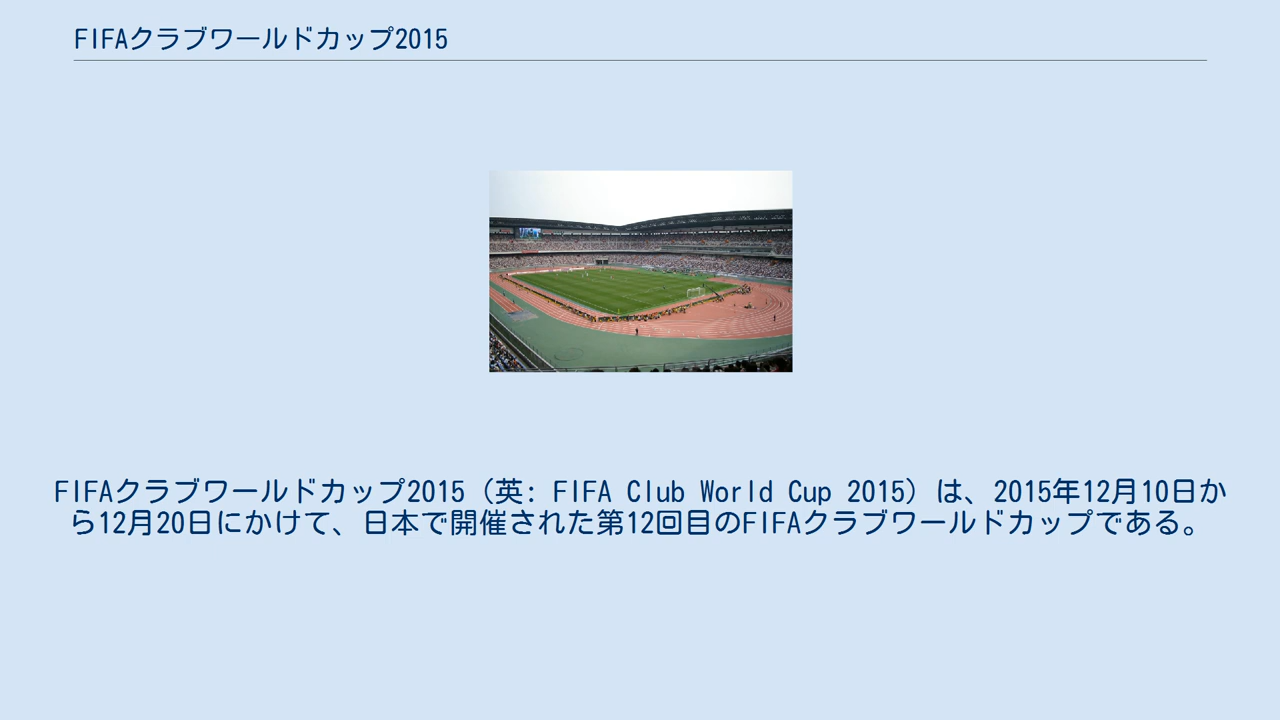 FIFAクラブワールドカップ2015
FIFAクラブワールドカップ2015（英: FIFA Club World Cup 2015）は、2015年12月10日か
ら12月20日にかけて、日本で開催された第12回目のFIFAクラブワールドカップである。